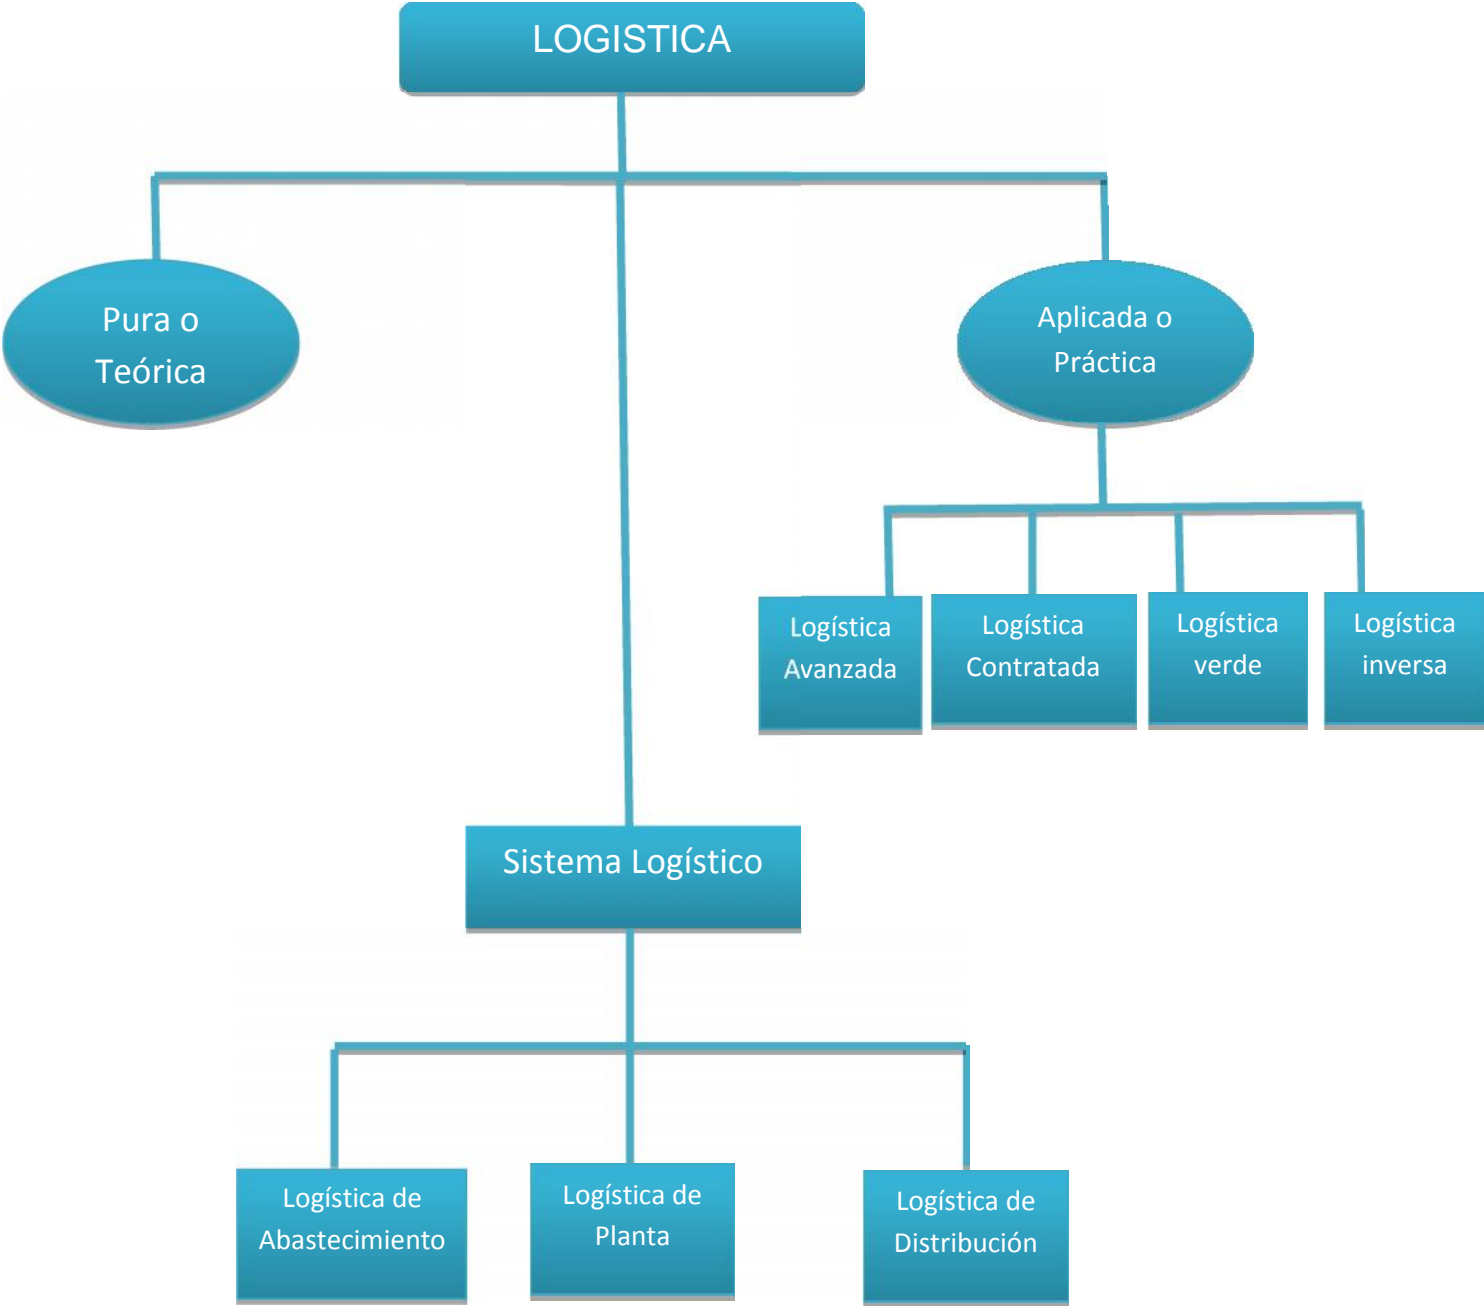 LOGISTICA
Pura o
Teórica
Aplicada o
Práctica
Logística
Avanzada
Logística
Contratada
Logística
verde
Logística
inversa
Sistema Logístico
Logística de
Abastecimiento
Logística de
Planta
Logística de
Distribución